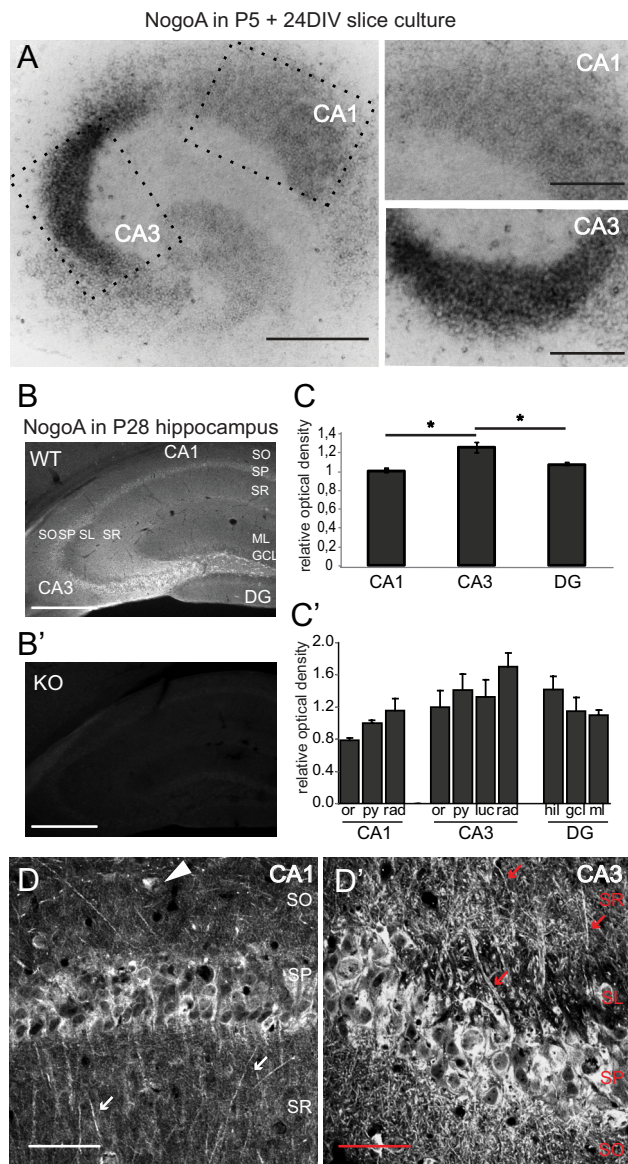 NogoA in P5 + 24DIV slice culture
A
CA1
CA3
CA1
CA3
B
NogoA in P28 hippocampus
WT
CA1
SO
SP
SR
SO SP SL SR
ML
GCL
CA3
DG
B'
KO
C
relative optical density
1,4
1,2
1
0,8
0,6
0,4
0,2
0
* *
CA1 CA3 DG
C'
relative optical density
2.0
1.6
1.2
0.8
0.4
0.0
or py rad or py luc rad hil gcl ml
CA1 CA3 DG
D
CA1
SO
SP
SR
D'
CA3
SR
SL
SP
SO